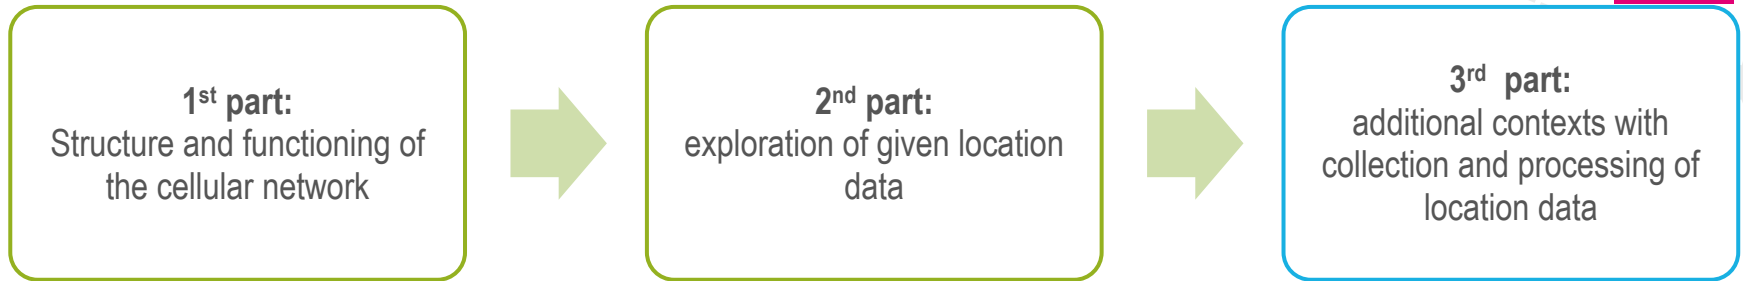 1st part:
Structure and functioning of
the cellular network
2nd part:
exploration of given location
data
3rd part:
additional contexts with
collection and processing of
location data